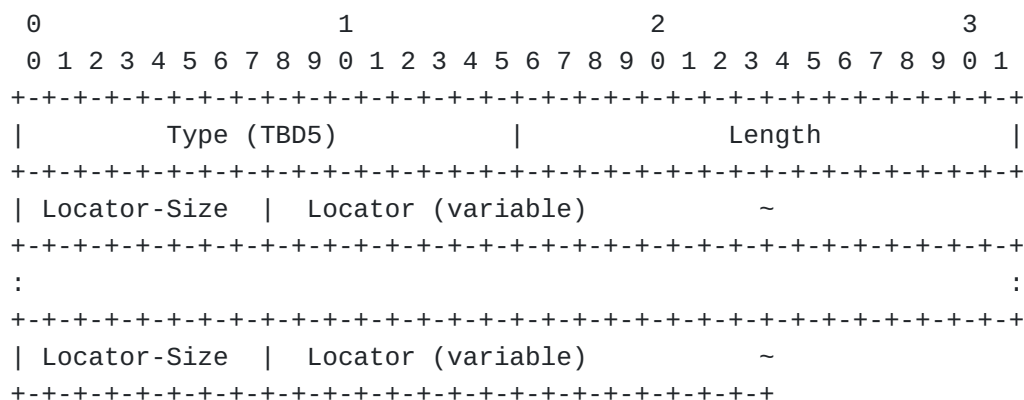 0                   1                   2                   3
 0 1 2 3 4 5 6 7 8 9 0 1 2 3 4 5 6 7 8 9 0 1 2 3 4 5 6 7 8 9 0 1
+-+-+-+-+-+-+-+-+-+-+-+-+-+-+-+-+-+-+-+-+-+-+-+-+-+-+-+-+-+-+-+-+
|         Type (TBD5)           |             Length            |
+-+-+-+-+-+-+-+-+-+-+-+-+-+-+-+-+-+-+-+-+-+-+-+-+-+-+-+-+-+-+-+-+
| Locator-Size  |  Locator (variable)           ~
+-+-+-+-+-+-+-+-+-+-+-+-+-+-+-+-+-+-+-+-+-+-+-+-+-+-+-+-+-+-+-+-+
:                                                               :
+-+-+-+-+-+-+-+-+-+-+-+-+-+-+-+-+-+-+-+-+-+-+-+-+-+-+-+-+-+-+-+-+
| Locator-Size  |  Locator (variable)           ~
+-+-+-+-+-+-+-+-+-+-+-+-+-+-+-+-+-+-+-+-+-+-+-+-+